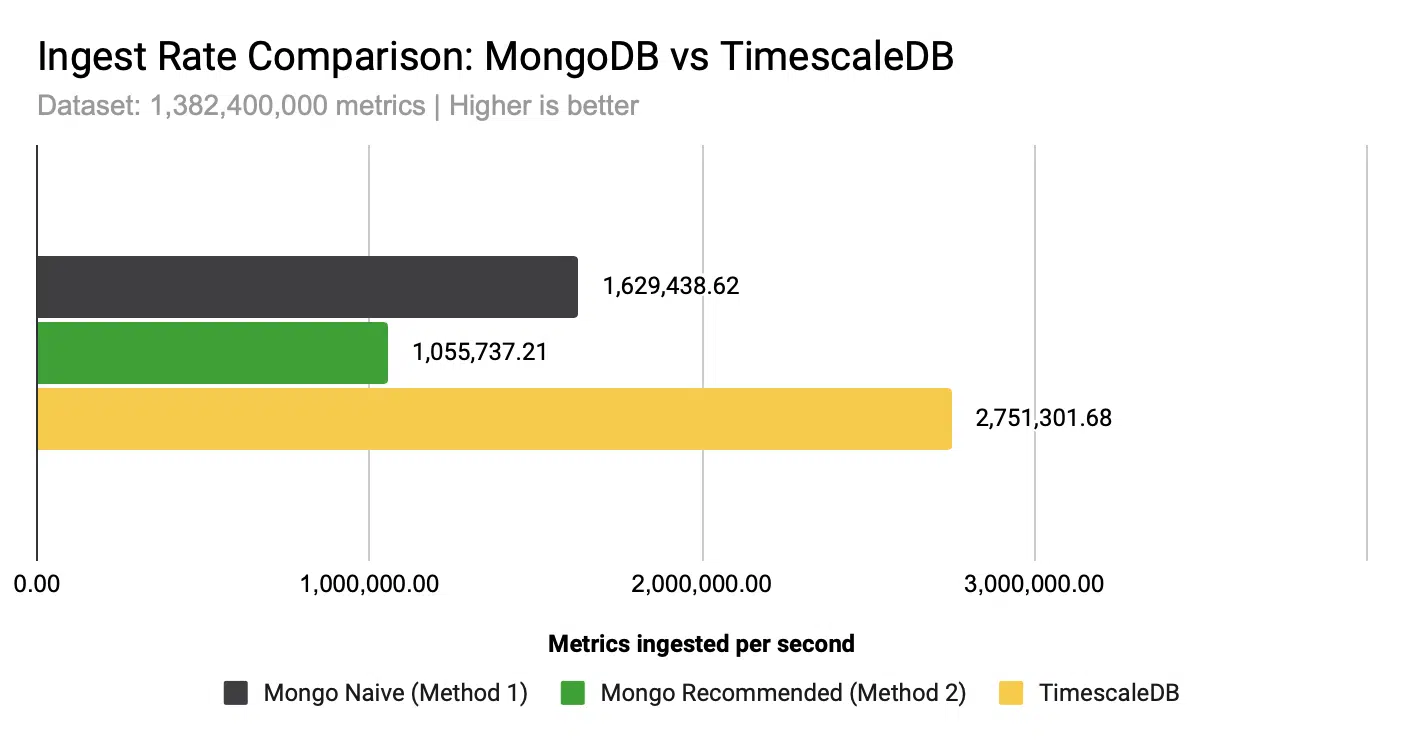 Ingest Rate Comparison: MongoDB vs TimescaleDB
Dataset: 1,382,400,000 metrics | Higher is better
1,629,438.62
1,055,737.21
2,751,301.68
0.00 1,000,000.00 2,000,000.00 3,000,000.00
Metrics ingested per second
Mongo Naive (Method 1) Mongo Recommended (Method 2) TimescaleDB